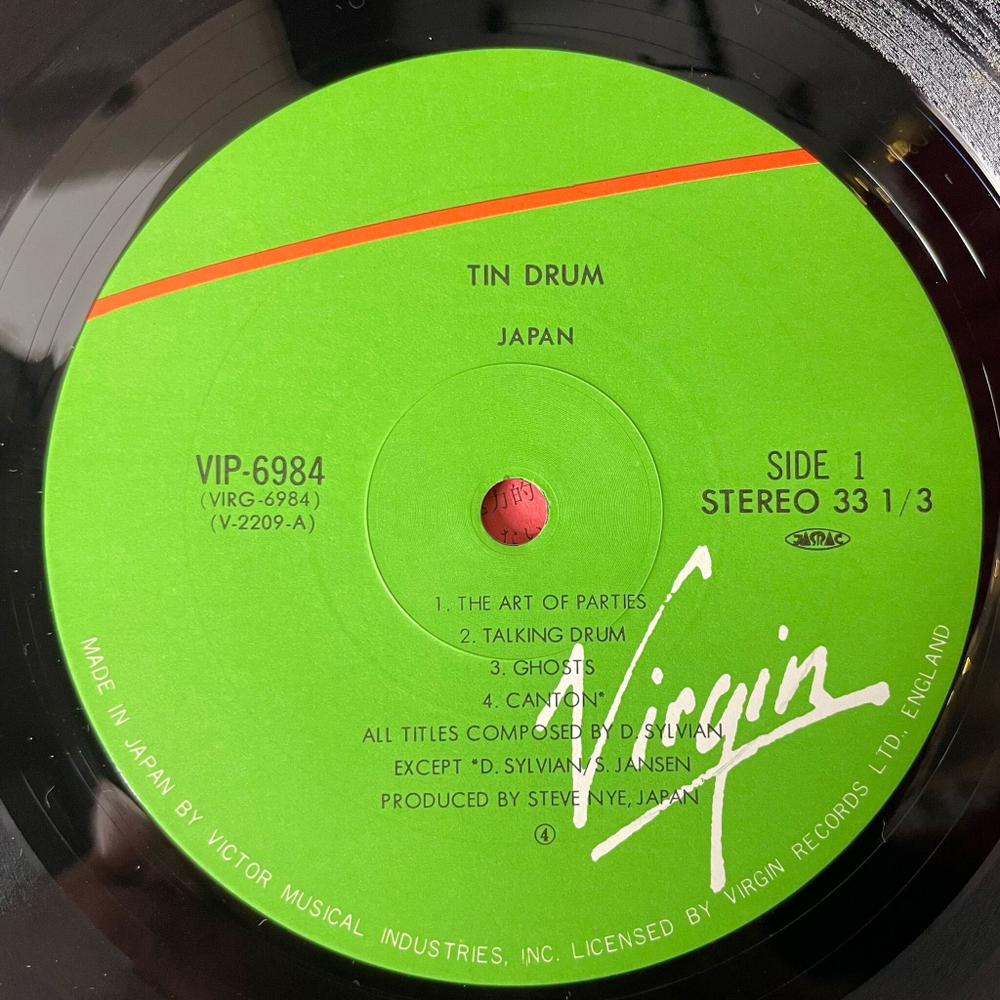 TIN DRUM
JAPAN
VIP-6984
(VIRG-6984)
(V-2209-A)
SIDE 1
STEREO 33 1/3
JASRAC
1. THE ART OF PARTIES
2. TALKING DRUM
3. GHOSTS
4. CANTON*
ALL TITLES COMPOSED BY D. SYLVIAN
EXCEPT *D. SYLVIAN/S. JANSEN
PRODUCED BY STEVE NYE, JAPAN
④
Virgin
MADE IN JAPAN BY VICTOR MUSICAL INDUSTRIES, INC. LICENSED BY VIRGIN RECORDS LTD., ENGLAND